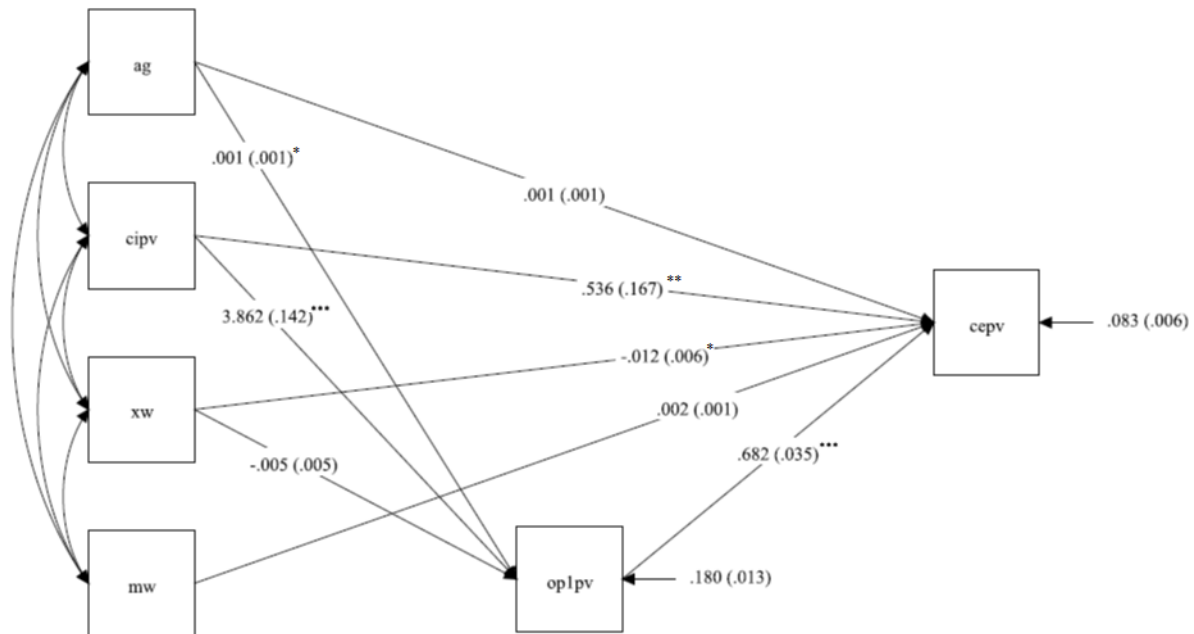 ag
.001 (.001)*
.001 (.001)
cipv
.536 (.167) **
3.862 (.142)***
cepv
.083 (.006)
-.012 (.006)*
xw
.002 (.001)
-.005 (.005)
.682 (.035)***
mw
op1pv
.180 (.013)